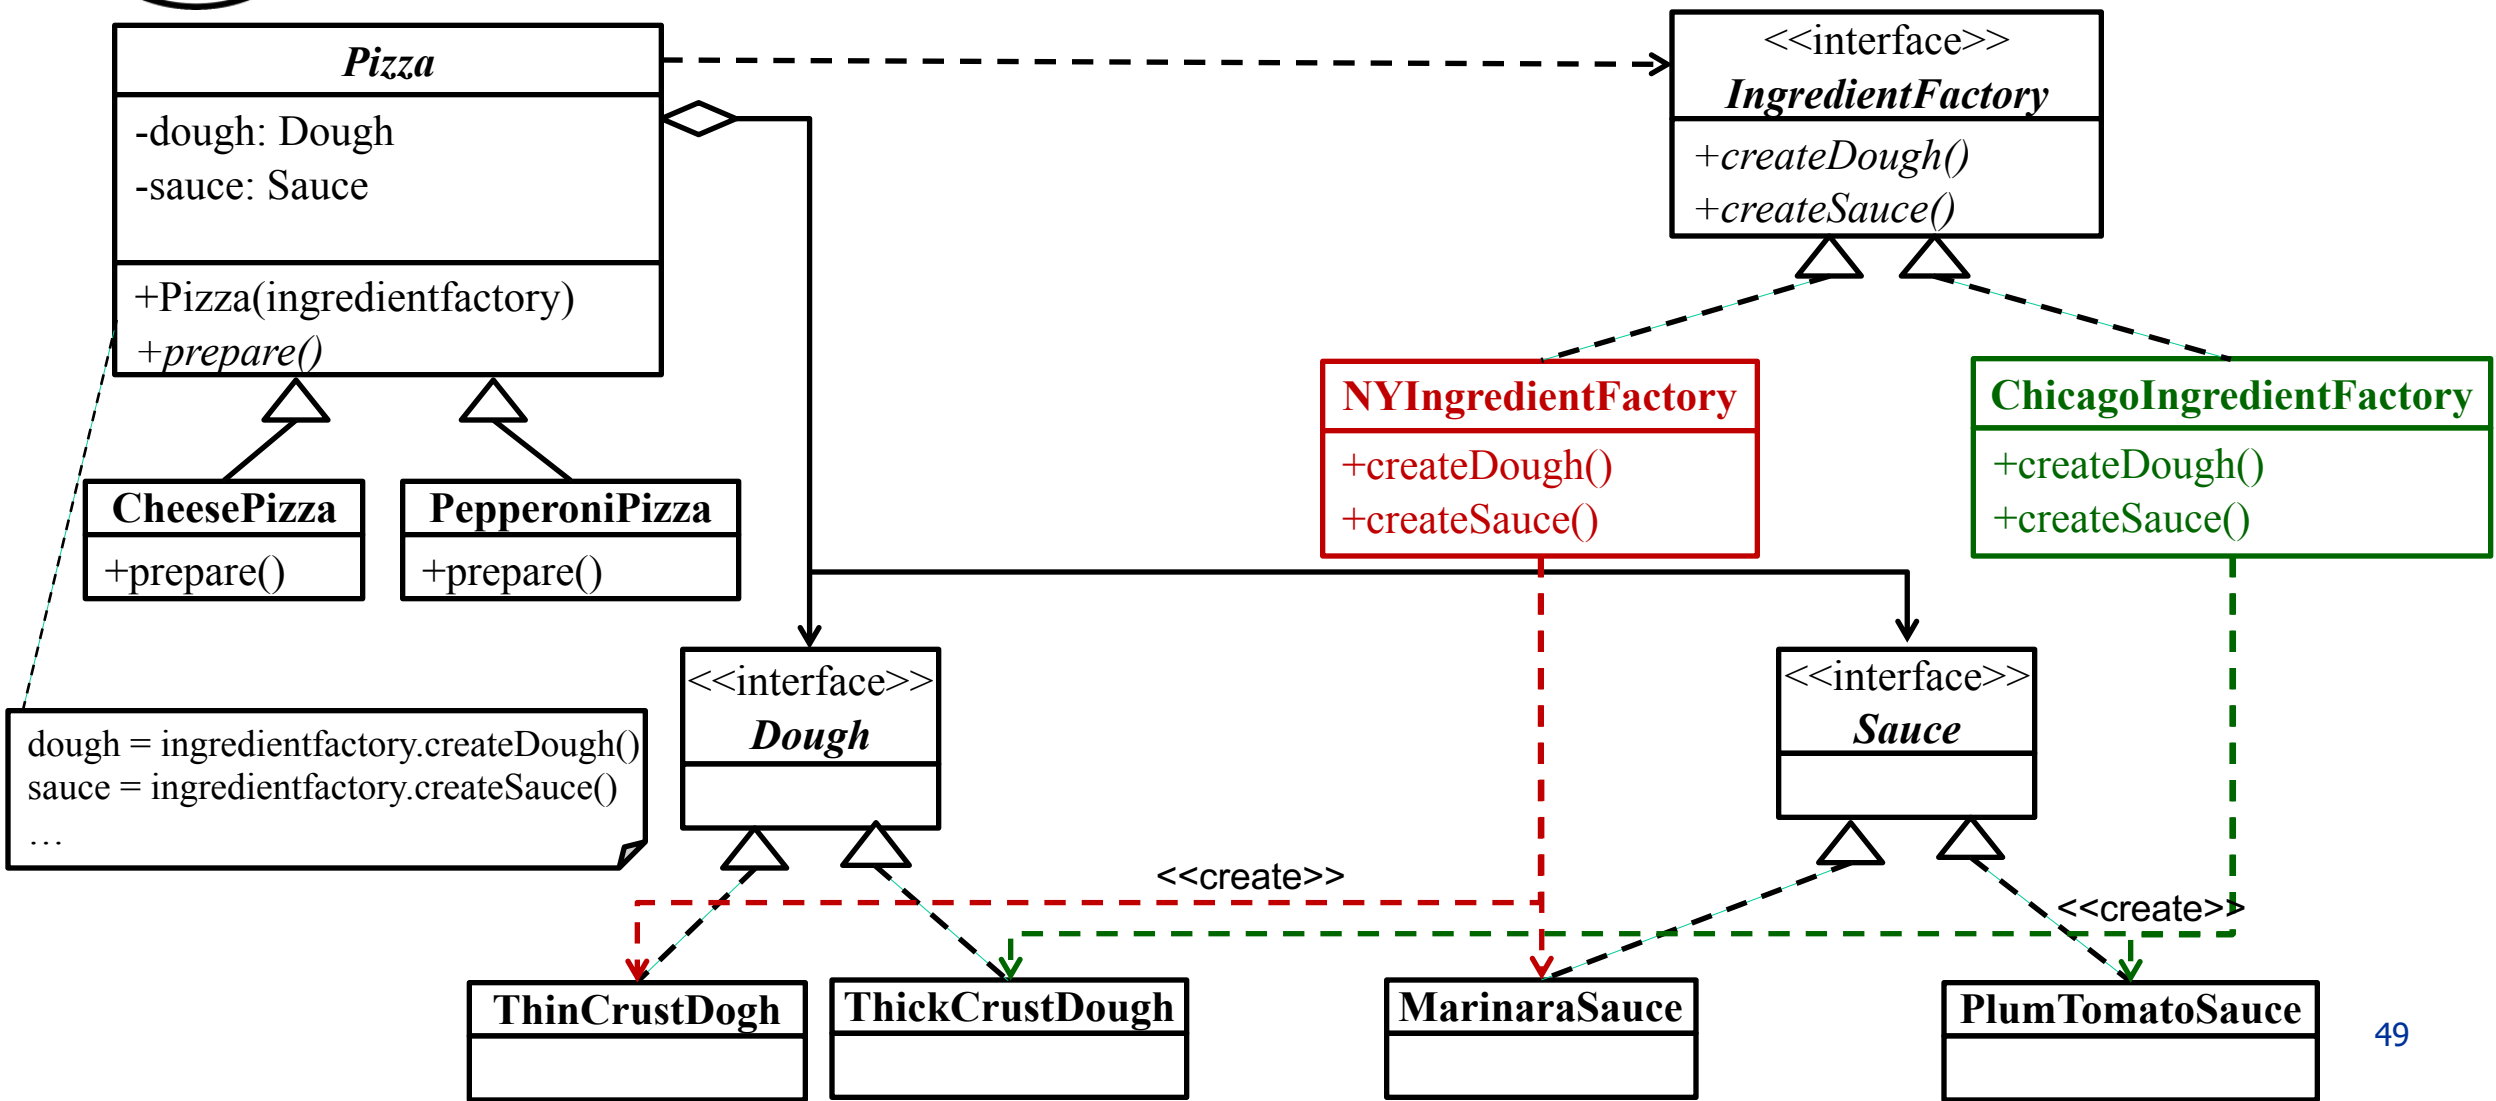 Pizza
-dough: Dough
-sauce: Sauce
+Pizza(ingredientfactory)
+prepare()
<<interface>>
IngredientFactory
+createDough()
+createSauce()
NYIngredientFactory
+createDough()
+createSauce()
ChicagoIngredientFactory
+createDough()
+createSauce()
CheesePizza
+prepare()
PepperoniPizza
+prepare()
dough = ingredientfactory.createDough()
sauce = ingredientfactory.createSauce()
…
<<interface>>
Dough
<<interface>>
Sauce
<<create>>
<<create>>
ThinCrustDogh
ThickCrustDough
MarinaraSauce
PlumTomatoSauce
49